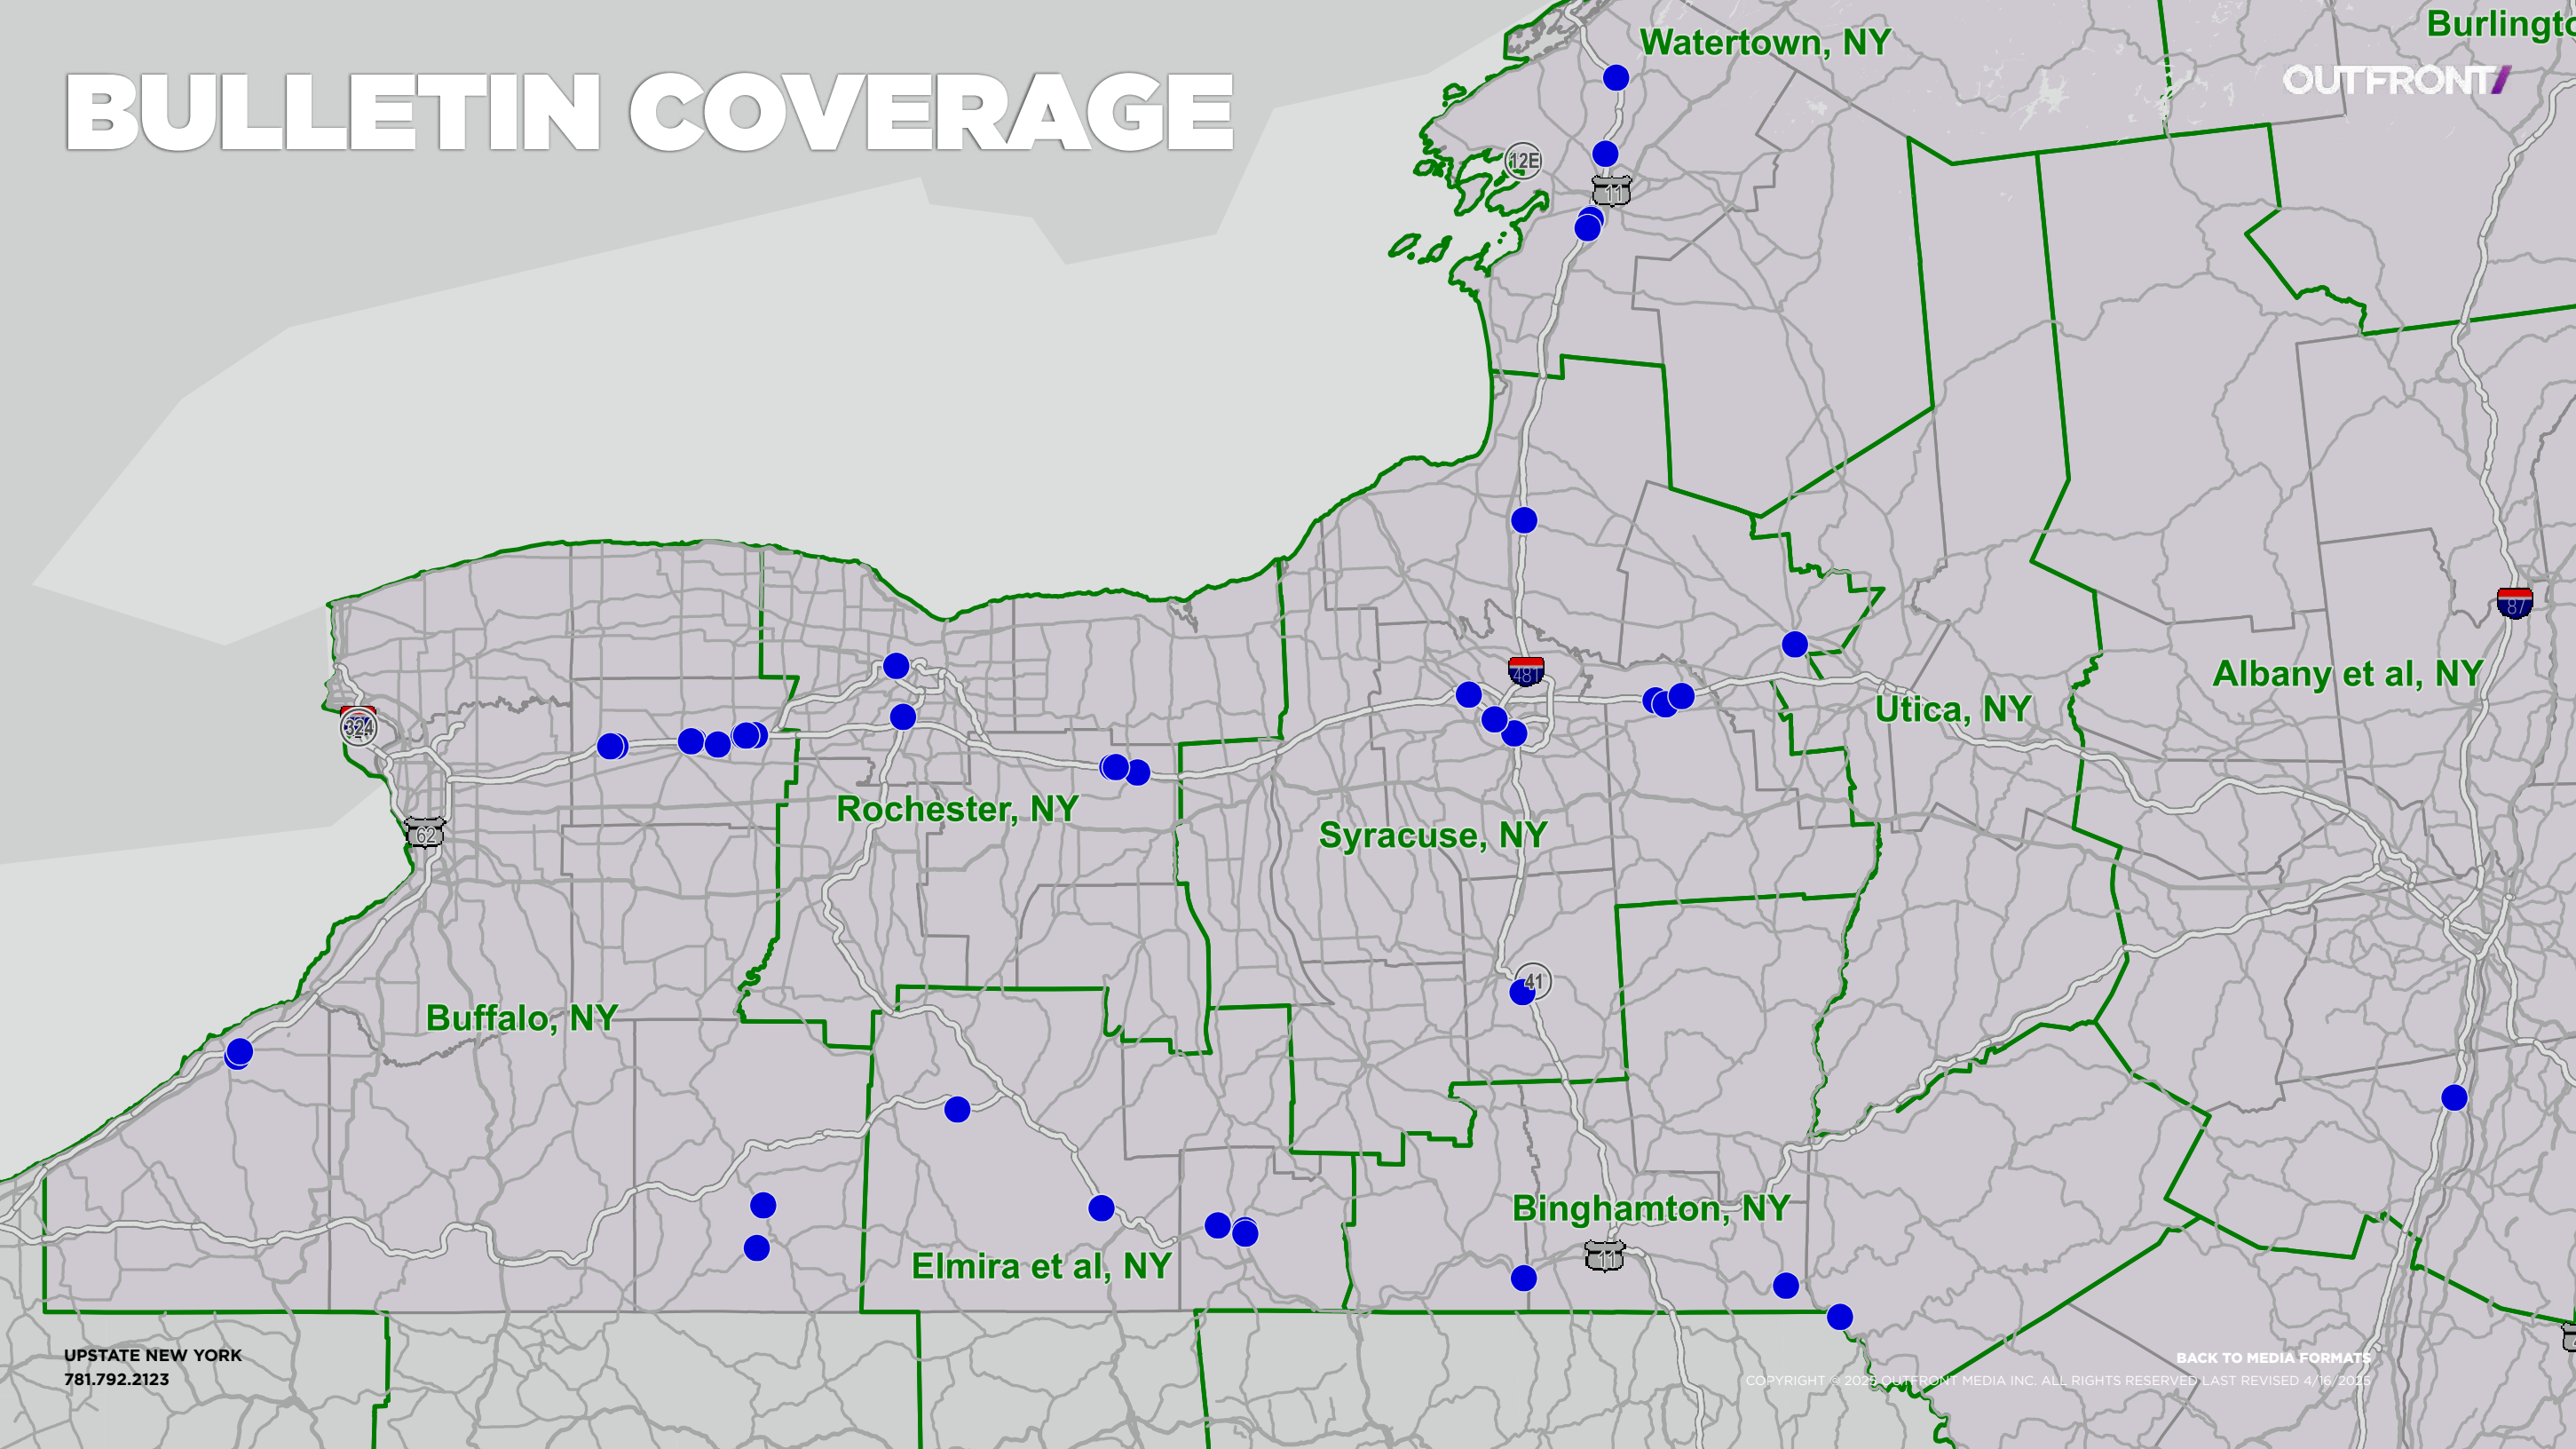 Burlingto
Watertown, NY
OUTFRONT/
BULLETIN COVERAGE
12E
11
87
481
Albany et al, NY
Utica, NY
324
Rochester, NY
62
Syracuse, NY
41
Buffalo, NY
Binghamton, NY
11
Elmira et al, NY
UPSTATE NEW YORK
781.792.2123
BACK TO MEDIA FORMATS
COPYRIGHT © 2025 OUTFRONT MEDIA INC. ALL RIGHTS RESERVED LAST REVISED 4/16/2025